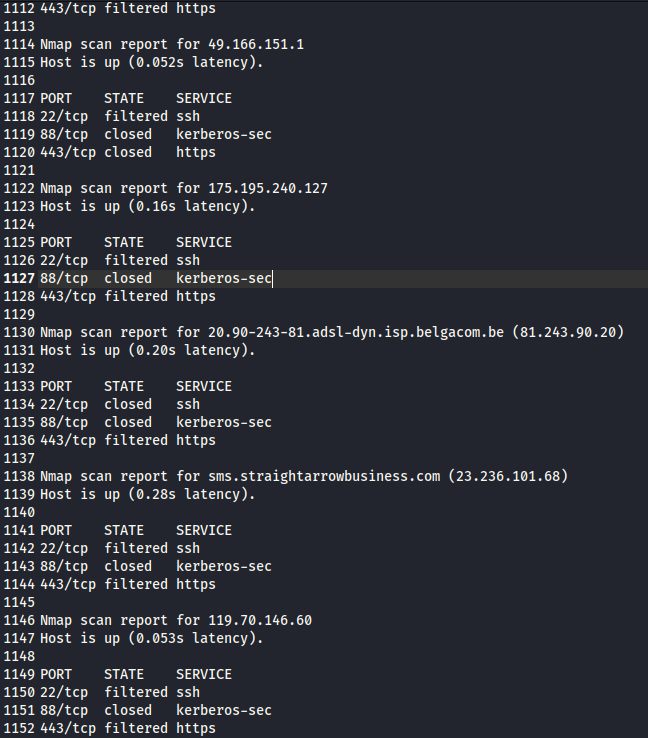 1112 443/tcp filtered https
1113
1114 Nmap scan report for 49.166.151.1
1115 Host is up (0.052s latency).
1116
1117 PORT    STATE    SERVICE
1118 22/tcp  filtered ssh
1119 88/tcp  closed   kerberos-sec
1120 443/tcp closed   https
1121
1122 Nmap scan report for 175.195.240.127
1123 Host is up (0.16s latency).
1124
1125 PORT    STATE    SERVICE
1126 22/tcp  filtered ssh
1127 88/tcp  closed   kerberos-sec
1128 443/tcp filtered https
1129
1130 Nmap scan report for 20.90-243-81.adsl-dyn.isp.belgacom.be (81.243.90.20)
1131 Host is up (0.20s latency).
1132
1133 PORT    STATE    SERVICE
1134 22/tcp  closed   ssh
1135 88/tcp  closed   kerberos-sec
1136 443/tcp filtered https
1137
1138 Nmap scan report for sms.straightarrowbusiness.com (23.236.101.68)
1139 Host is up (0.28s latency).
1140
1141 PORT    STATE    SERVICE
1142 22/tcp  filtered ssh
1143 88/tcp  closed   kerberos-sec
1144 443/tcp filtered https
1145
1146 Nmap scan report for 119.70.146.60
1147 Host is up (0.053s latency).
1148
1149 PORT    STATE    SERVICE
1150 22/tcp  filtered ssh
1151 88/tcp  closed   kerberos-sec
1152 443/tcp filtered https